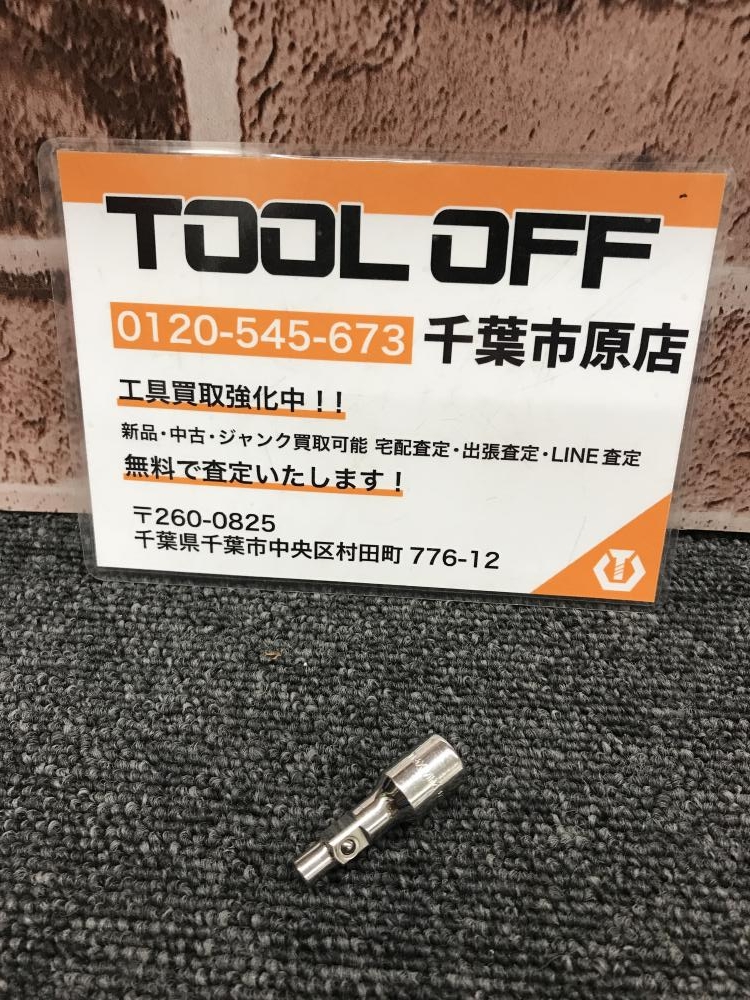 TOOL OFF
0120-545-673 千葉市原店
工具買取強化中！！
新品・中古・ジャンク買取可能 宅配査定・出張査定・LINE査定
無料で査定いたします！
〒260-0825
千葉県千葉市中央区村田町 776-12